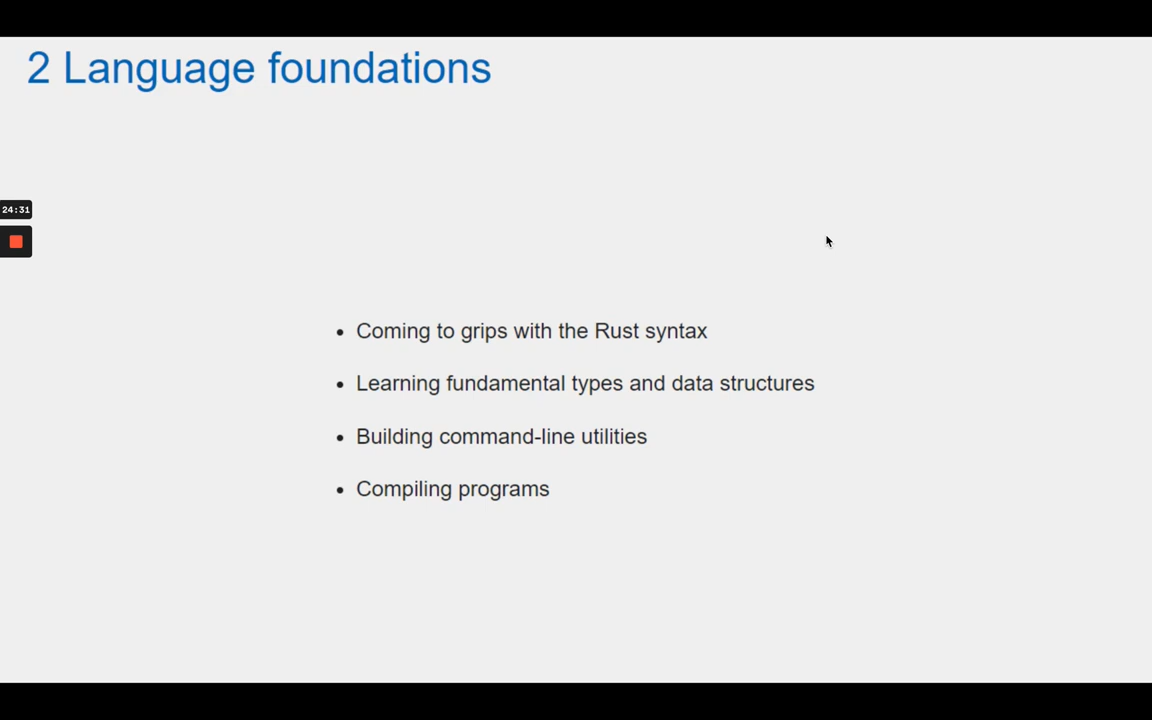 2 Language foundations
24:31
• Coming to grips with the Rust syntax
• Learning fundamental types and data structures
• Building command-line utilities
• Compiling programs